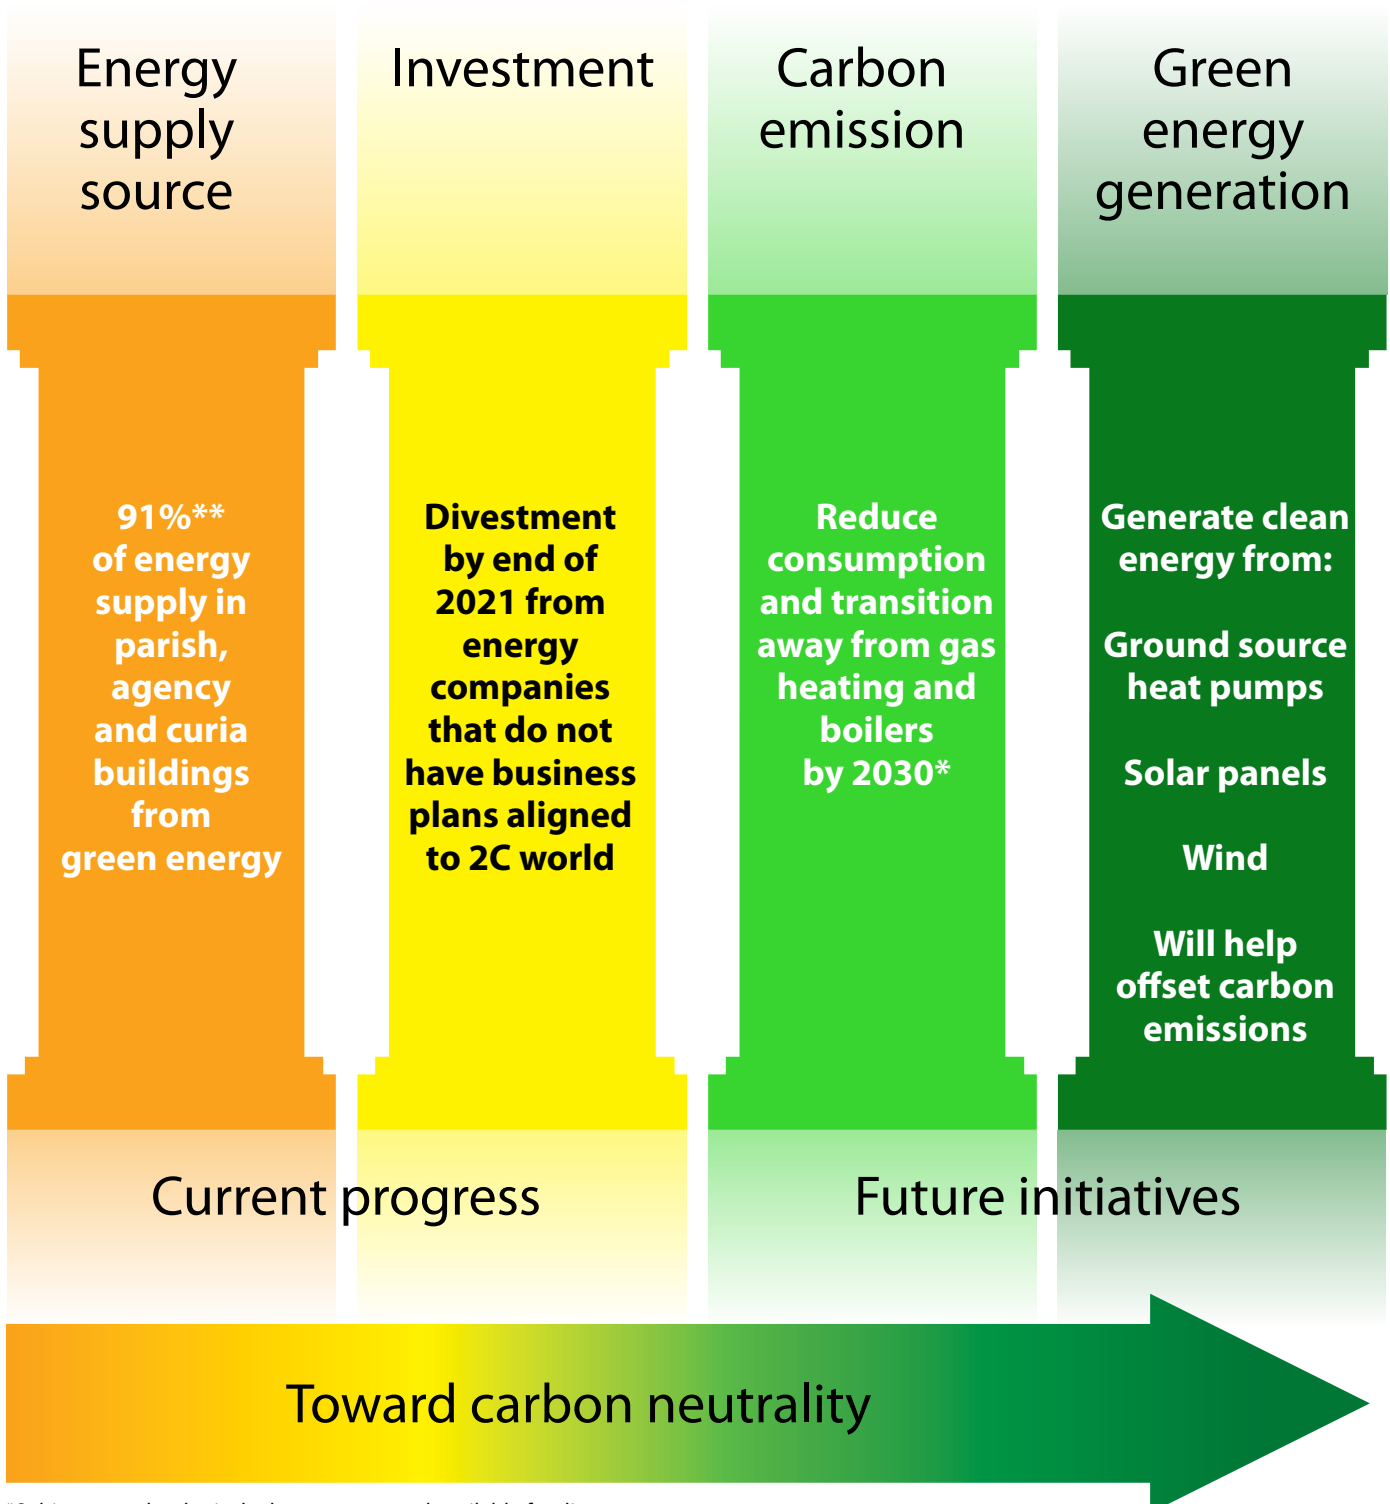 Energy
supply
source
Investment
Carbon
emission
Green
energy
generation
91%**
of energy
supply in
parish,
agency
and curia
buildings
from
green energy
Divestment
by end of
2021 from
energy
companies
that do not
have business
plans aligned
to 2C world
Reduce
consumption
and transition
away from gas
heating and
boilers
by 2030*
Generate clean
energy from:
Ground source
heat pumps
Solar panels
Wind
Will help
offset carbon
emissions
Current progress
Future initiatives
Toward carbon neutrality